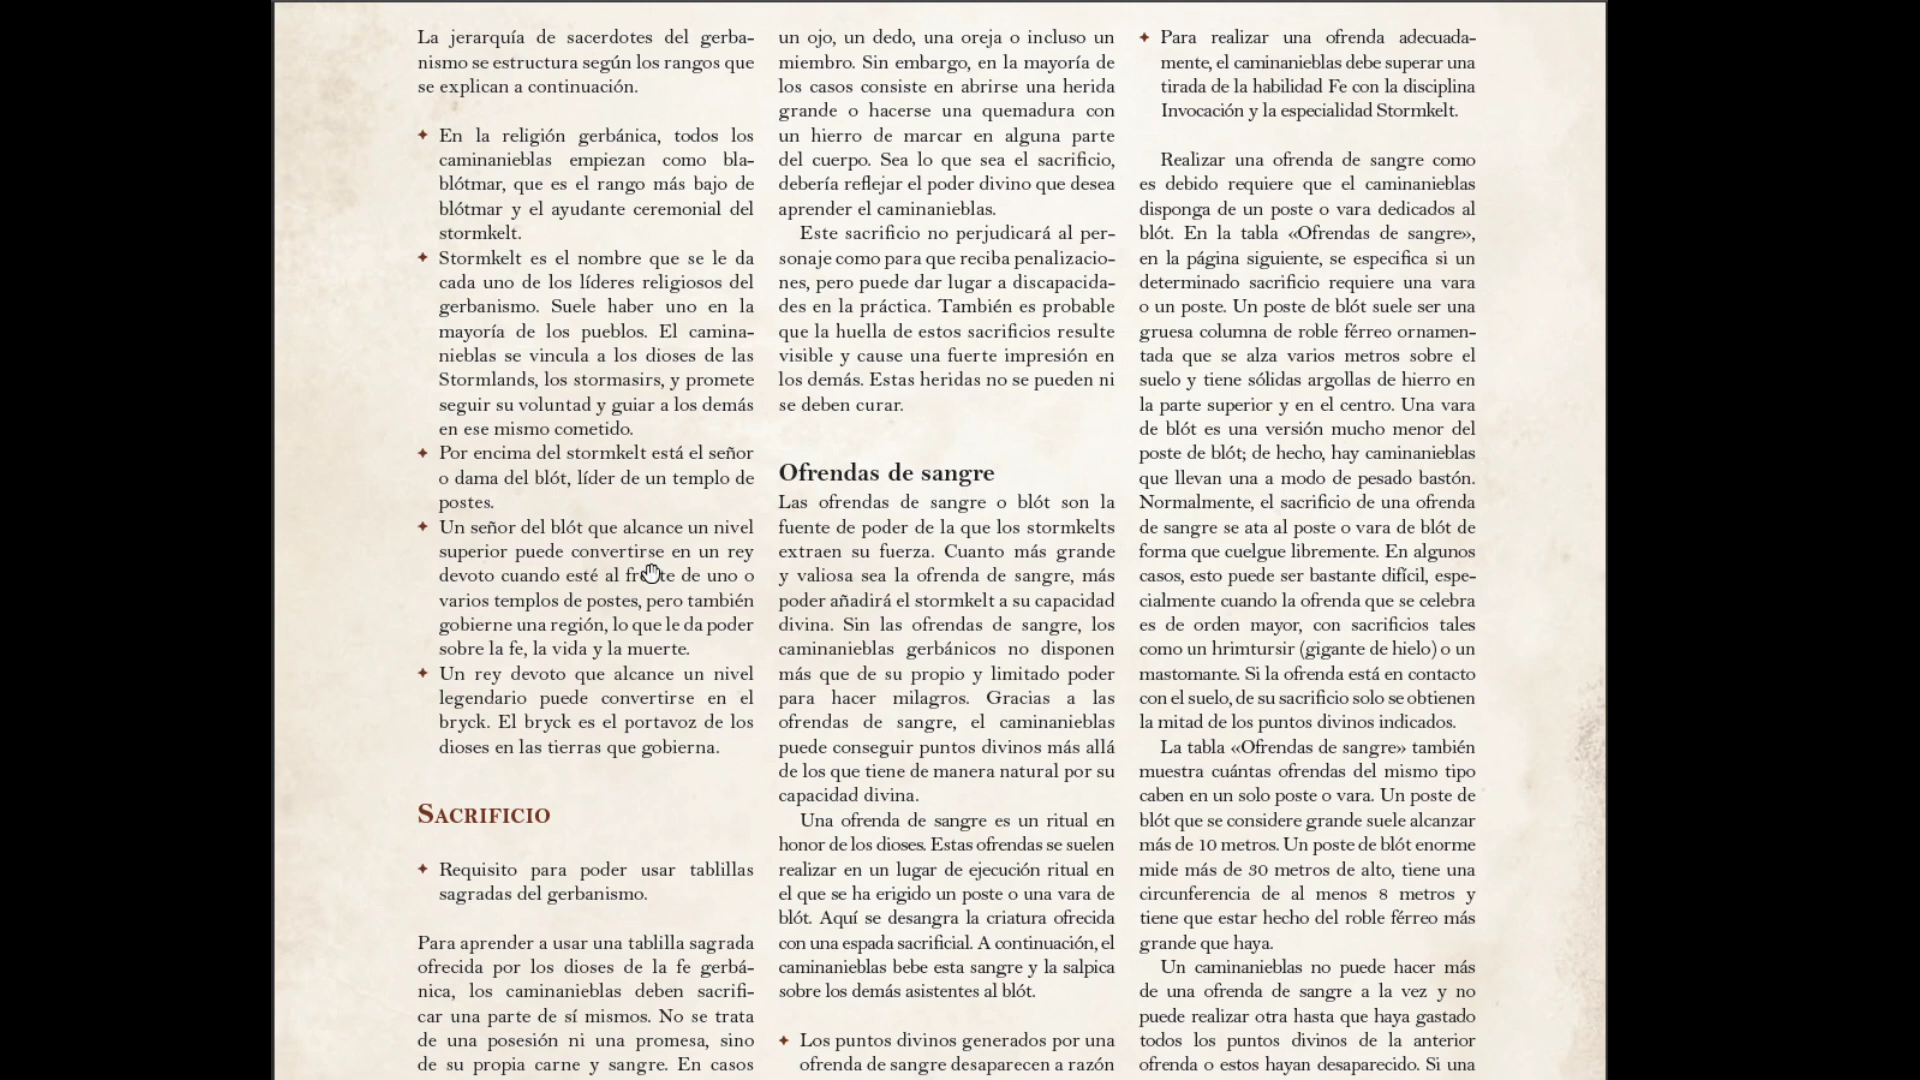 La jerarquía de sacerdotes del gerba-
nismo se estructura según los rangos que
se explican a continuación.
✦ En la religión gerbánica, todos los
caminanieblas empiezan como bla-
blótmar, que es el rango más bajo de
blótmar y el ayudante ceremonial del
stormkelt.
✦ Stormkelt es el nombre que se le da
cada uno de los líderes religiosos del
gerbanismo. Suele haber uno en la
mayoría de los pueblos. El camina-
nieblas se vincula a los dioses de las
Stormlands, los stormasirs, y promete
seguir su voluntad y guiar a los demás
en ese mismo cometido.
✦ Por encima del stormkelt está el señor
o dama del blót, líder de un templo de
postes.
✦ Un señor del blót que alcance un nivel
superior puede convertirse en un rey
devoto cuando esté al frente de uno o
varios templos de postes, pero también
gobierne una región, lo que le da poder
sobre la fe, la vida y la muerte.
✦ Un rey devoto que alcance un nivel
legendario puede convertirse en el
bryck. El bryck es el portavoz de los
dioses en las tierras que gobierna.
Sacrificio
✦ Requisito para poder usar tablillas
sagradas del gerbanismo.
Para aprender a usar una tablilla sagrada
ofrecida por los dioses de la fe gerbá-
nica, los caminanieblas deben sacrifi-
car una parte de sí mismos. No se trata
de una posesión ni una promesa, sino
de su propia carne y sangre. En casos
un ojo, un dedo, una oreja o incluso un
miembro. Sin embargo, en la mayoría de
los casos consiste en abrirse una herida
grande o hacerse una quemadura con
un hierro de marcar en alguna parte
del cuerpo. Sea lo que sea el sacrificio,
debería reflejar el poder divino que desea
aprender el caminanieblas.
Este sacrificio no perjudicará al per-
sonaje como para que reciba penalizacio-
nes, pero puede dar lugar a discapacida-
des en la práctica. También es probable
que la huella de estos sacrificios resulte
visible y cause una fuerte impresión en
los demás. Estas heridas no se pueden ni
se deben curar.
Ofrendas de sangre
Las ofrendas de sangre o blót son la
fuente de poder de la que los stormkelts
extraen su fuerza. Cuanto más grande
y valiosa sea la ofrenda de sangre, más
poder añadirá el stormkelt a su capacidad
divina. Sin las ofrendas de sangre, los
caminanieblas gerbánicos no disponen
más que de su propio y limitado poder
para hacer milagros. Gracias a las
ofrendas de sangre, el caminanieblas
puede conseguir puntos divinos más allá
de los que tiene de manera natural por su
capacidad divina.
Una ofrenda de sangre es un ritual en
honor de los dioses. Estas ofrendas se suelen
realizar en un lugar de ejecución ritual en
el que se ha erigido un poste o una vara de
blót. Aquí se desangra la criatura ofrecida
con una espada sacrificial. A continuación, el
caminanieblas bebe esta sangre y la salpica
sobre los demás asistentes al blót.
✦ Los puntos divinos generados por una
ofrenda de sangre desaparecen a razón
✦ Para realizar una ofrenda adecuada-
mente, el caminanieblas debe superar una
tirada de la habilidad Fe con la disciplina
Invocación y la especialidad Stormkelt.
Realizar una ofrenda de sangre como
es debido requiere que el caminanieblas
disponga de un poste o vara dedicados al
blót. En la tabla «Ofrendas de sangre»,
en la página siguiente, se especifica si un
determinado sacrificio requiere una vara
o un poste. Un poste de blót suele ser una
gruesa columna de roble férreo ornamen-
tada que se alza varios metros sobre el
suelo y tiene sólidas argollas de hierro en
la parte superior y en el centro. Una vara
de blót es una versión mucho menor del
poste de blót; de hecho, hay caminanieblas
que llevan una a modo de pesado bastón.
Normalmente, el sacrificio de una ofrenda
de sangre se ata al poste o vara de blót de
forma que cuelgue libremente. En algunos
casos, esto puede ser bastante difícil, espe-
cialmente cuando la ofrenda que se celebra
es de orden mayor, con sacrificios tales
como un hrimtursir (gigante de hielo) o un
mastomante. Si la ofrenda está en contacto
con el suelo, de su sacrificio solo se obtienen
la mitad de los puntos divinos indicados.
La tabla «Ofrendas de sangre» también
muestra cuántas ofrendas del mismo tipo
caben en un solo poste o vara. Un poste de
blót que se considere grande suele alcanzar
más de 10 metros. Un poste de blót enorme
mide más de 30 metros de alto, tiene una
circunferencia de al menos 8 metros y
tiene que estar hecho del roble férreo más
grande que haya.
Un caminanieblas no puede hacer más
de una ofrenda de sangre a la vez y no
puede realizar otra hasta que haya gastado
todos los puntos divinos de la anterior
ofrenda o estos hayan desaparecido. Si una